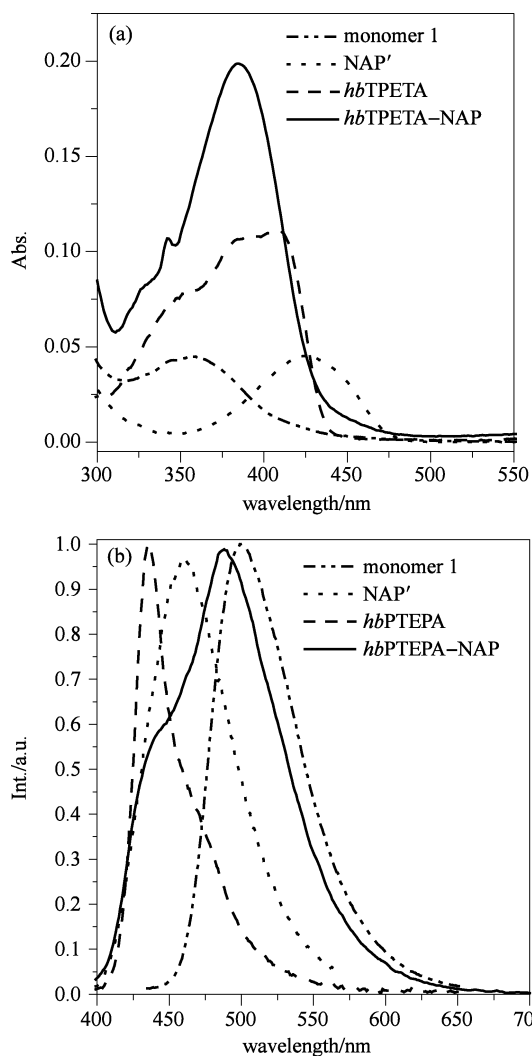 (a)
monomer 1
NAP′
hbTPETA
hbTPETA−NAP
0.20
0.15
0.10
0.05
0.00
Abs.
300 350 400 450 500 550
wavelength/nm
(b)
monomer 1
NAP′
hbPTEPA
hbPTEPA−NAP
1.0
0.9
0.8
0.7
0.6
0.5
0.4
0.3
0.2
0.1
0.0
Int./a.u.
400 450 500 550 600 650 700
wavelength/nm